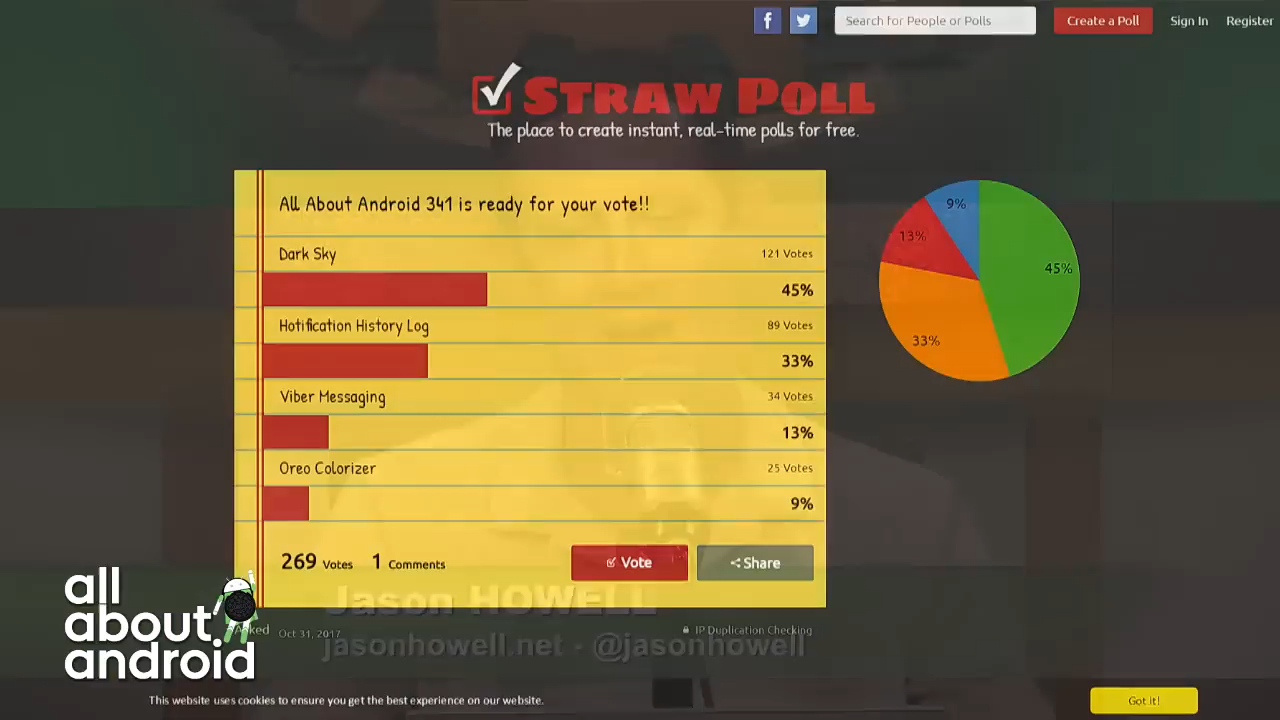 Search for People or Polls
Create a Poll
Sign In
Register
STRAW POLL
The place to create instant, real-time polls for free.
All About Android 341 is ready for your vote!!
Dark Sky
121 Votes
45%
Hotification History Log
89 Votes
33%
Viber Messaging
34 Votes
13%
Oreo Colorizer
25 Votes
9%
269 Votes 1 Comments
Vote
Share
9%
13%
45%
33%
Jason HOWELL
jasonhowell.net - @jasonhowell
Asked Oct 31, 2017
IP Duplication Checking
all
about
android
This website uses cookies to ensure you get the best experience on our website.
Got it!